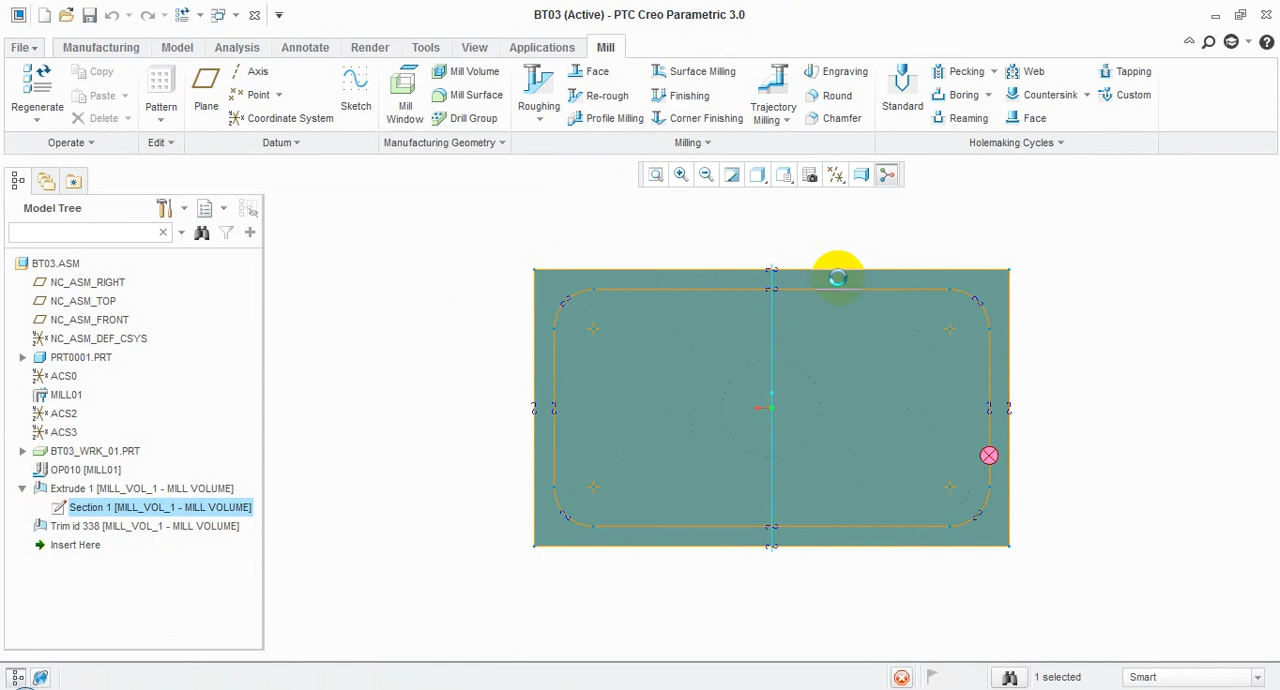 BT03 (Active) - PTC Creo Parametric 3.0
File Manufacturing Model Analysis Annotate Render Tools View Applications Mill
Regenerate
Copy
Paste
Delete
Operate
Pattern
Edit
Plane
Axis
Point
Coordinate System
Sketch
Datum
Mill Window
Mill Volume
Mill Surface
Drill Group
Manufacturing Geometry
Roughing
Face
Re-rough
Profile Milling
Surface Milling
Finishing
Corner Finishing
Trajectory Milling
Engraving
Round
Chamfer
Milling
Standard
Pecking
Boring
Reaming
Web
Countersink
Face
Tapping
Custom
Holemaking Cycles
Model Tree
BT03.ASM
NC_ASM_RIGHT
NC_ASM_TOP
NC_ASM_FRONT
NC_ASM_DEF_CSYS
PRT0001.PRT
ACS0
MILL01
ACS2
ACS3
BT03_WRK_01.PRT
OP010 [MILL01]
Extrude 1 [MILL_VOL_1 - MILL VOLUME]
Section 1 [MILL_VOL_1 - MILL VOLUME]
Trim id 338 [MILL_VOL_1 - MILL VOLUME]
Insert Here
1 selected
Smart